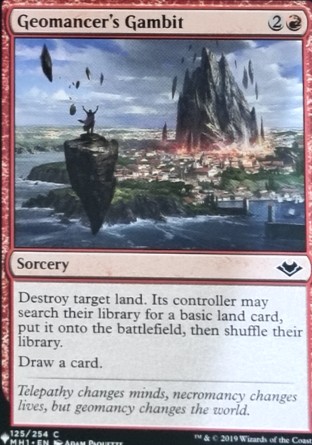 Geomancer's Gambit 2
Sorcery
Destroy target land. Its controller may
search their library for a basic land card,
put it onto the battlefield, then shuffle their
library.
Draw a card.
Telepathy changes minds, necromancy changes
lives, but geomancy changes the world.
125/254 C
MH1 • EN ADAM PAQUETTE
™ & © 2019 Wizards of the Coast